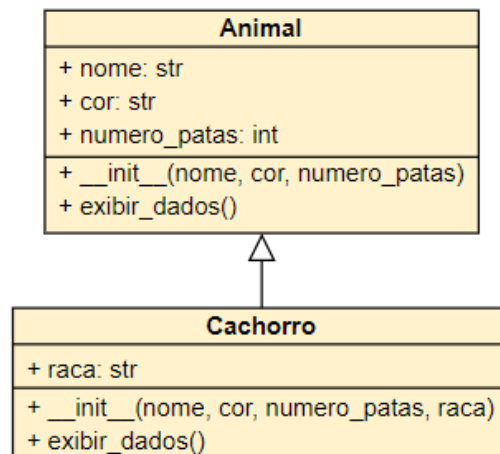 Animal
+ nome: str
+ cor: str
+ numero_patas: int
+ __init__(nome, cor, numero_patas)
+ exibir_dados()
Cachorro
+ raca: str
+ __init__(nome, cor, numero_patas, raca)
+ exibir_dados()